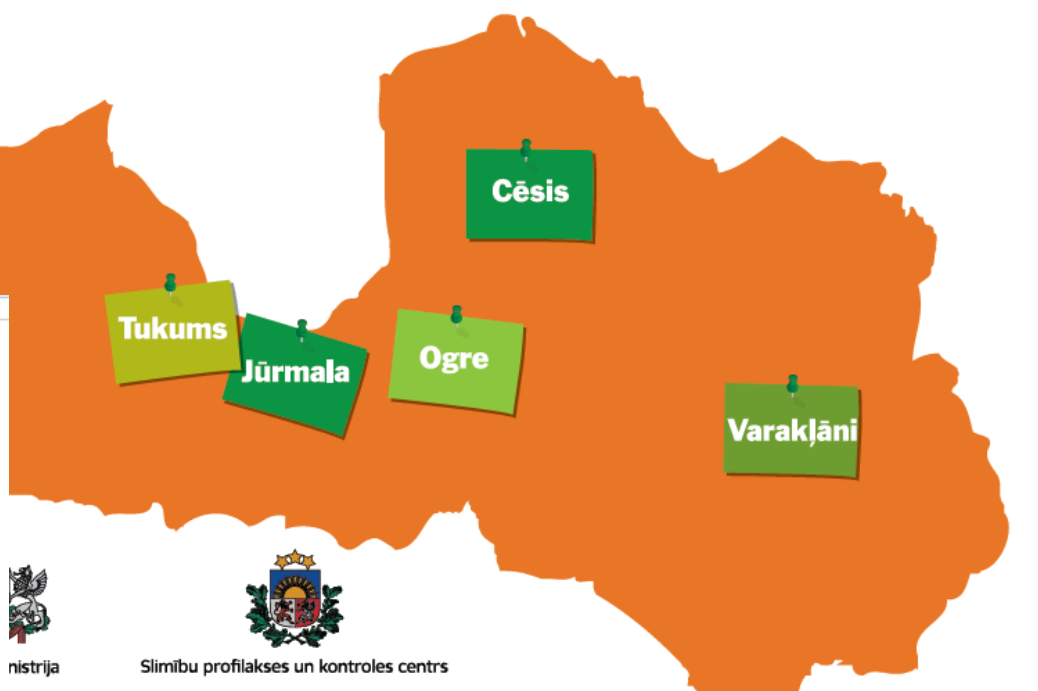 Cēsis
Tukums
Jūrmala
Ogre
Varakļāni
nistrija
Slimību profilakses un kontroles centrs